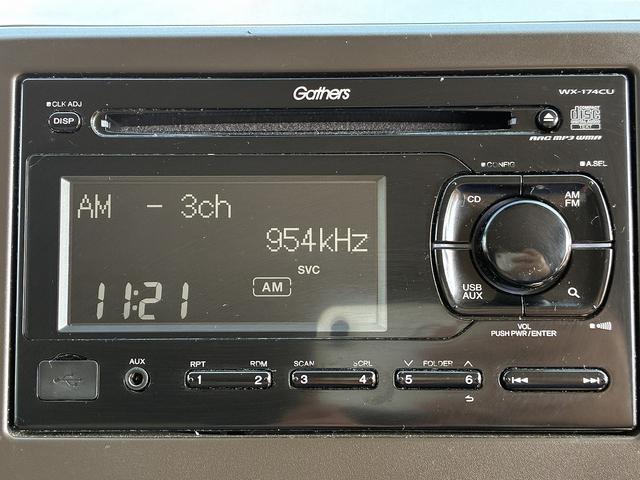 Gathers
WX-174CU
CLK ADJ
DISP
COMPACT
disc
TEXT
AAC MP3 WMA
CONFIG
A.SEL
AM - 3ch
CD
AM
FM
954kHz
SVC
AM
11:21
USB
AUX
VOL
PUSH PWR/ENTER
AUX
RPT RDM
1 2
SCAN SCRL
3 4
FOLDER
5 6